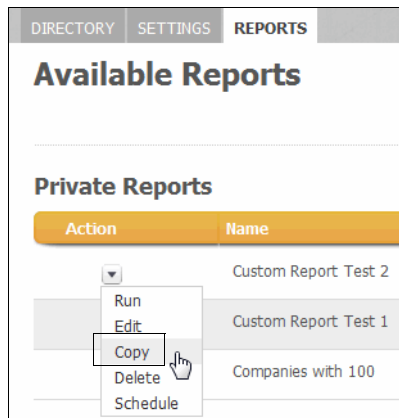 DIRECTORY SETTINGS REPORTS
Available Reports
Private Reports
Action Name
Custom Report Test 2
Run
Edit Custom Report Test 1
Copy
Delete Companies with 100
Schedule